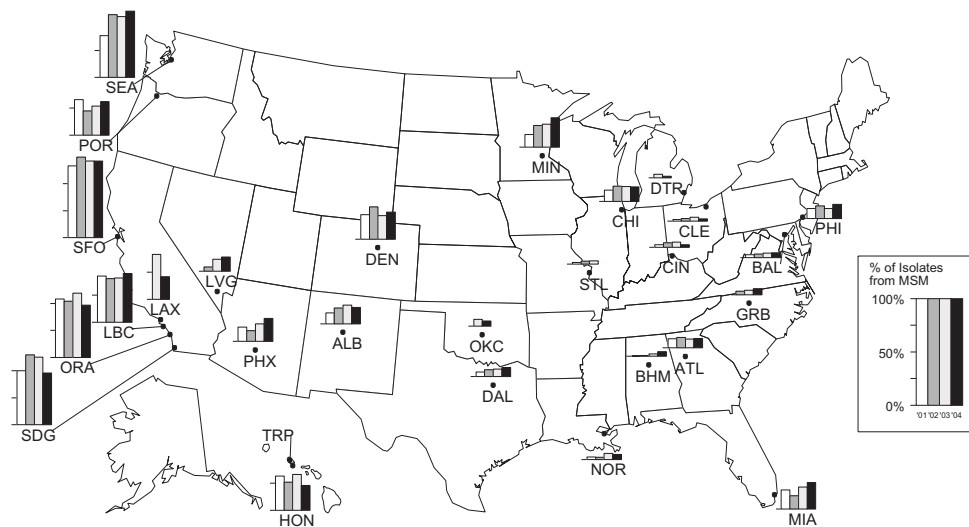 SEA
POR
MIN
DTR
SFO
CHI
PHI
CLE
DEN
CIN
BAL
LVG
STL
LAX
LBC
GRB
ORA
PHX
ALB
OKC
BHM
ATL
DAL
SDG
TRP
NOR
HON
MIA
% of Isolates
from MSM
100%
50%
0%
'01 '02 '03 '04